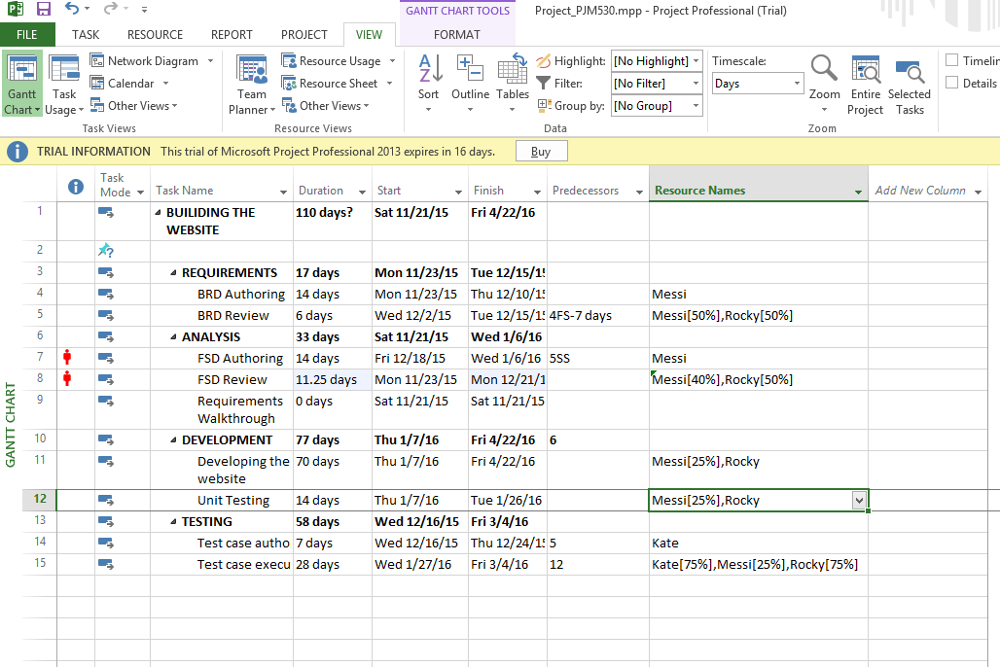 GANTT CHART TOOLS Project_PJM530.mpp - Project Professional (Trial)
FILE TASK RESOURCE REPORT PROJECT VIEW FORMAT
Gantt Chart
Task Usage
Network Diagram
Calendar
Other Views
Task Views
Team Planner
Resource Usage
Resource Sheet
Other Views
Resource Views
Sort
Outline
Tables
Highlight: [No Highlight]
Filter: [No Filter]
Group by: [No Group]
Data
Timescale:
Days
Zoom
Entire Project
Selected Tasks
Zoom
Timelin
Details
TRIAL INFORMATION This trial of Microsoft Project Professional 2013 expires in 16 days. Buy
Task Mode Task Name Duration Start Finish Predecessors Resource Names Add New Column
1 BUILIDING THE WEBSITE 110 days? Sat 11/21/15 Fri 4/22/16
2
3 REQUIREMENTS 17 days Mon 11/23/15 Tue 12/15/1
4 BRD Authoring 14 days Mon 11/23/15 Thu 12/10/1 Messi
5 BRD Review 6 days Wed 12/2/15 Tue 12/15/1 4FS-7 days Messi[50%],Rocky[50%]
6 ANALYSIS 33 days Sat 11/21/15 Wed 1/6/16
7 FSD Authoring 14 days Fri 12/18/15 Wed 1/6/16 5SS Messi
8 FSD Review 11.25 days Mon 11/23/15 Mon 12/21/1 Messi[40%],Rocky[50%]
9 Requirements Walkthrough 0 days Sat 11/21/15 Sat 11/21/15
10 DEVELOPMENT 77 days Thu 1/7/16 Fri 4/22/16 6
11 Developing the website 70 days Thu 1/7/16 Fri 4/22/16 Messi[25%],Rocky
12 Unit Testing 14 days Thu 1/7/16 Tue 1/26/16 Messi[25%],Rocky
13 TESTING 58 days Wed 12/16/15 Fri 3/4/16
14 Test case autho 7 days Wed 12/16/15 Thu 12/24/1 5 Kate
15 Test case execu 28 days Wed 1/27/16 Fri 3/4/16 12 Kate[75%],Messi[25%],Rocky[75%]
GANTT CHART